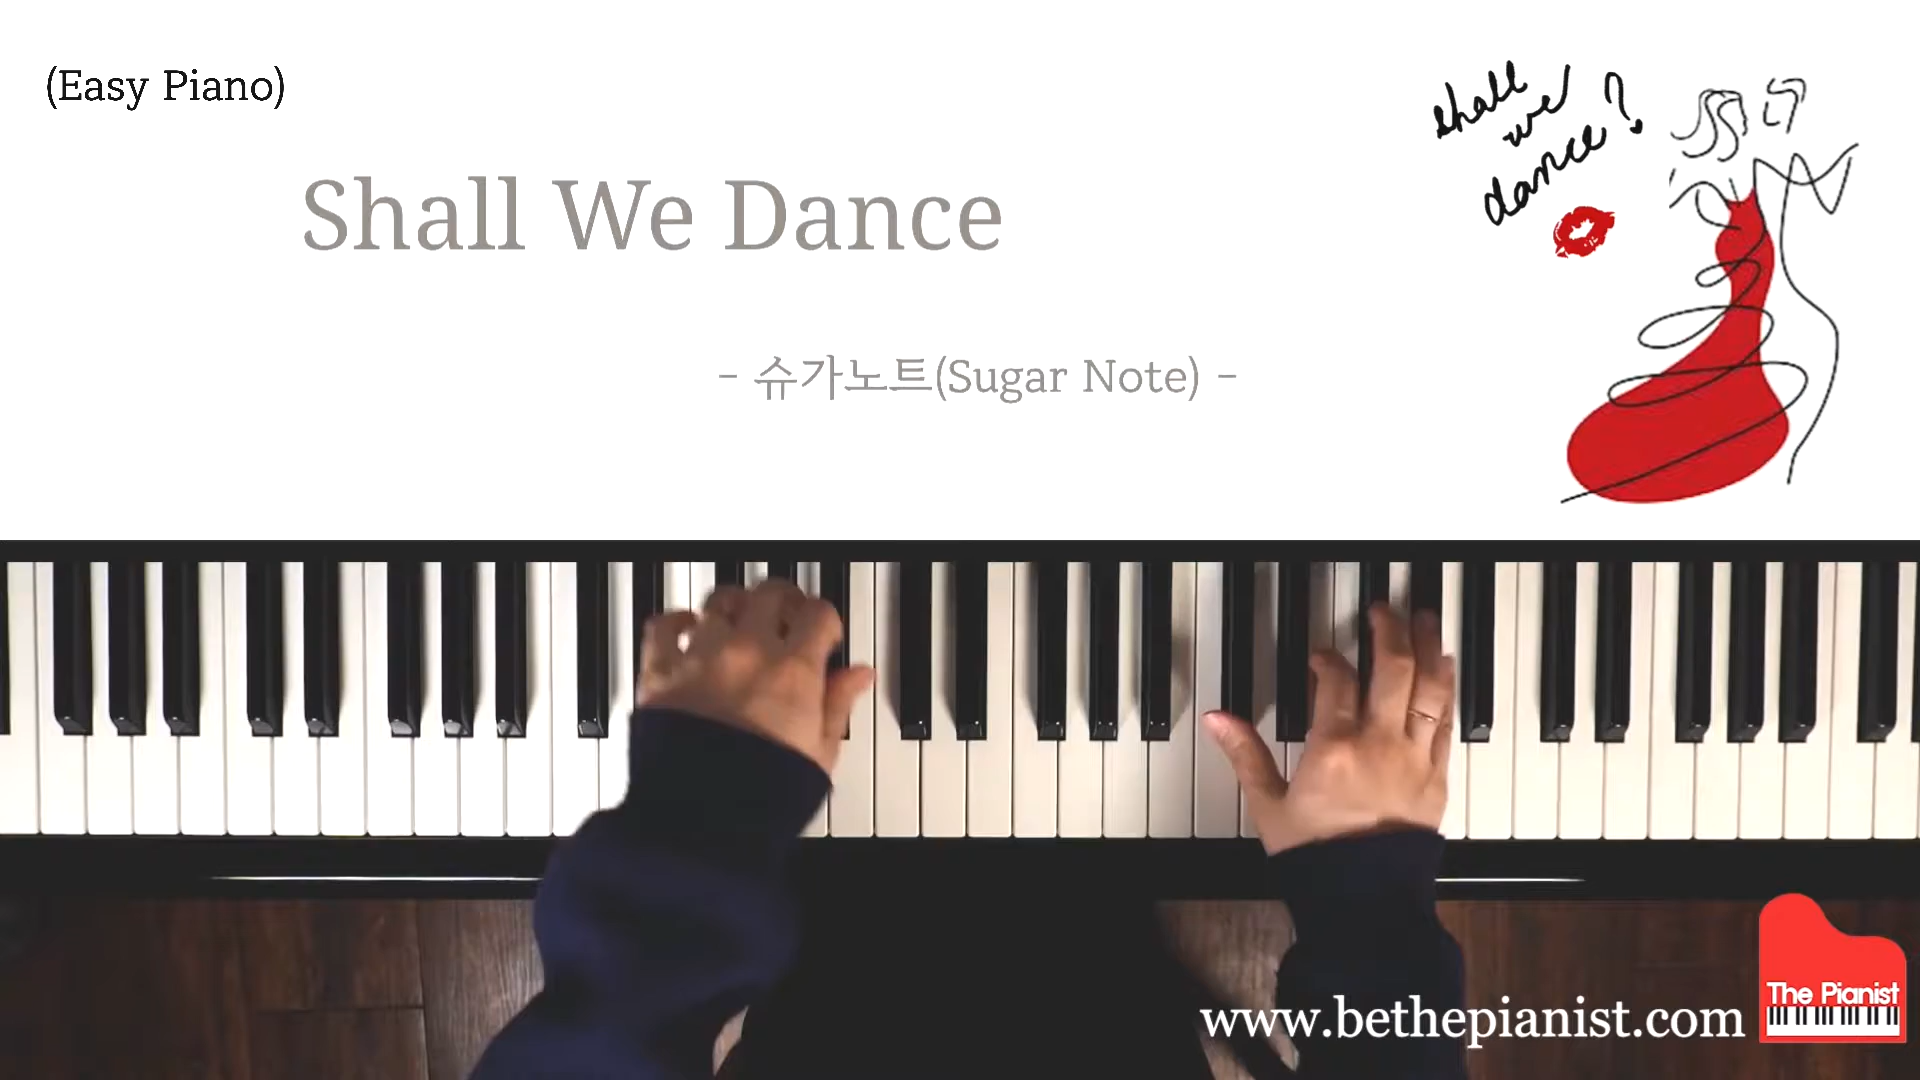 (Easy Piano)
Shall We Dance
- 슈가노트(Sugar Note) -
shall
we
dance?
www.bethepianist.com
The Pianist